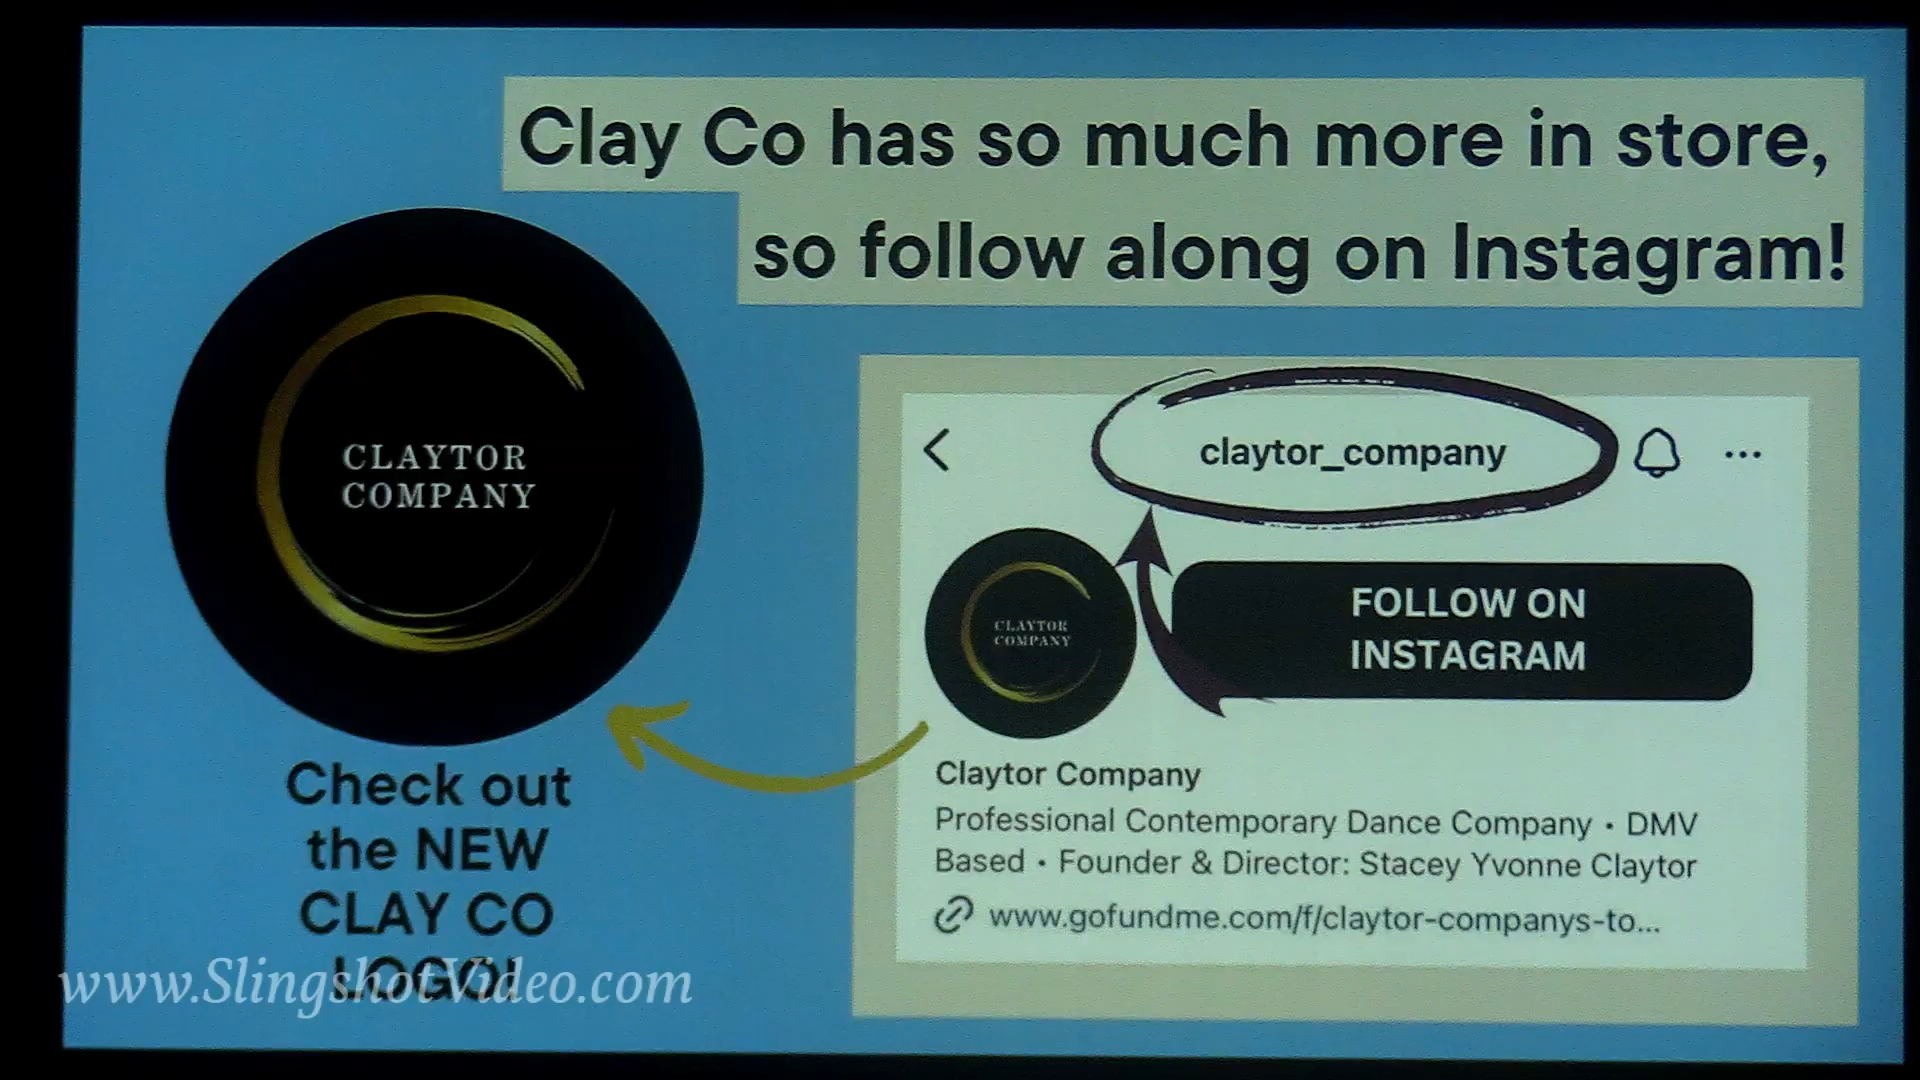 Clay Co has so much more in store,
so follow along on Instagram!
CLAYTOR
COMPANY
Check out
the NEW
CLAY CO
LOGO!
claytor_company
CLAYTOR
COMPANY
FOLLOW ON
INSTAGRAM
Claytor Company
Professional Contemporary Dance Company • DMV
Based • Founder & Director: Stacey Yvonne Claytor
www.gofundme.com/f/claytor-companys-to...
www.SlingshotVideo.com